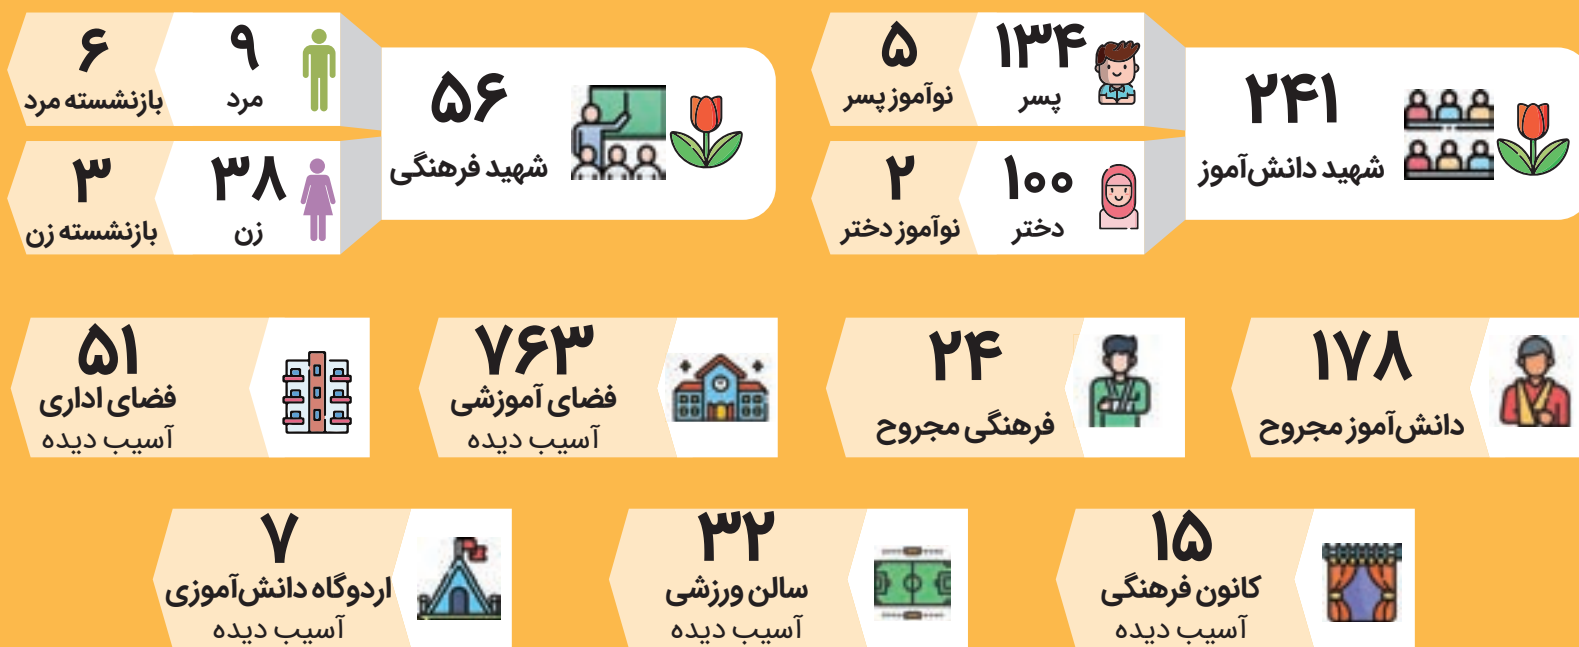 ۲۴۱
شهید دانش‌آموز
۱۳۴
پسر
۵
نوآموز پسر
۱۰۰
دختر
۲
نوآموز دختر
۵۶
شهید فرهنگی
۹
مرد
۶
بازنشسته مرد
۳۸
زن
۳
بازنشسته زن
۱۷۸
دانش‌آموز مجروح
۲۴
فرهنگی مجروح
۷۶۳
فضای آموزشی
آسیب دیده
۵۱
فضای اداری
آسیب دیده
۱۵
کانون فرهنگی
آسیب دیده
۳۲
سالن ورزشی
آسیب دیده
۷
اردوگاه دانش‌آموزی
آسیب دیده